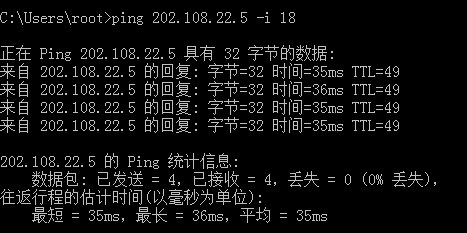 C:\Users\root>ping 202.108.22.5 -i 18
正在 Ping 202.108.22.5 具有 32 字节的数据:
来自 202.108.22.5 的回复: 字节=32 时间=35ms TTL=49
来自 202.108.22.5 的回复: 字节=32 时间=36ms TTL=49
来自 202.108.22.5 的回复: 字节=32 时间=35ms TTL=49
来自 202.108.22.5 的回复: 字节=32 时间=35ms TTL=49
202.108.22.5 的 Ping 统计信息:
数据包: 已发送 = 4，已接收 = 4，丢失 = 0 (0% 丢失)，
往返行程的估计时间(以毫秒为单位):
最短 = 35ms，最长 = 36ms，平均 = 35ms